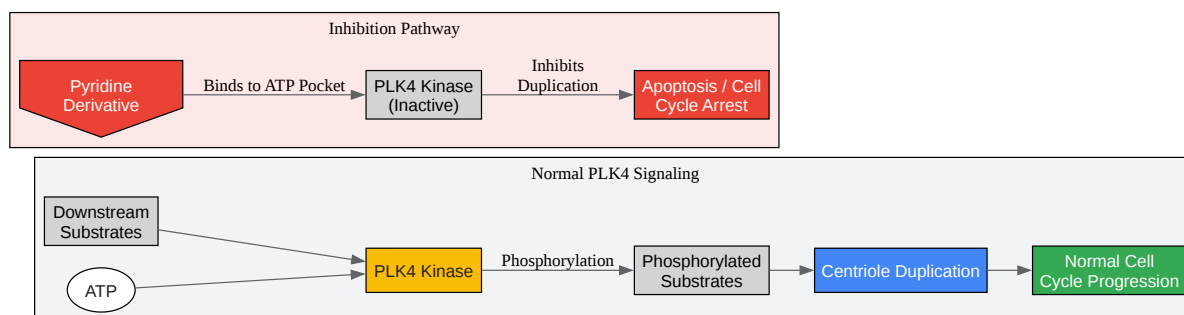 Inhibition Pathway
Pyridine
Derivative
Binds to ATP Pocket
PLK4 Kinase
(Inactive)
Inhibits
Duplication
Apoptosis / Cell
Cycle Arrest
Normal PLK4 Signaling
Downstream
Substrates
ATP
PLK4 Kinase
Phosphorylation
Phosphorylated
Substrates
Centriole Duplication
Normal Cell
Cycle Progression